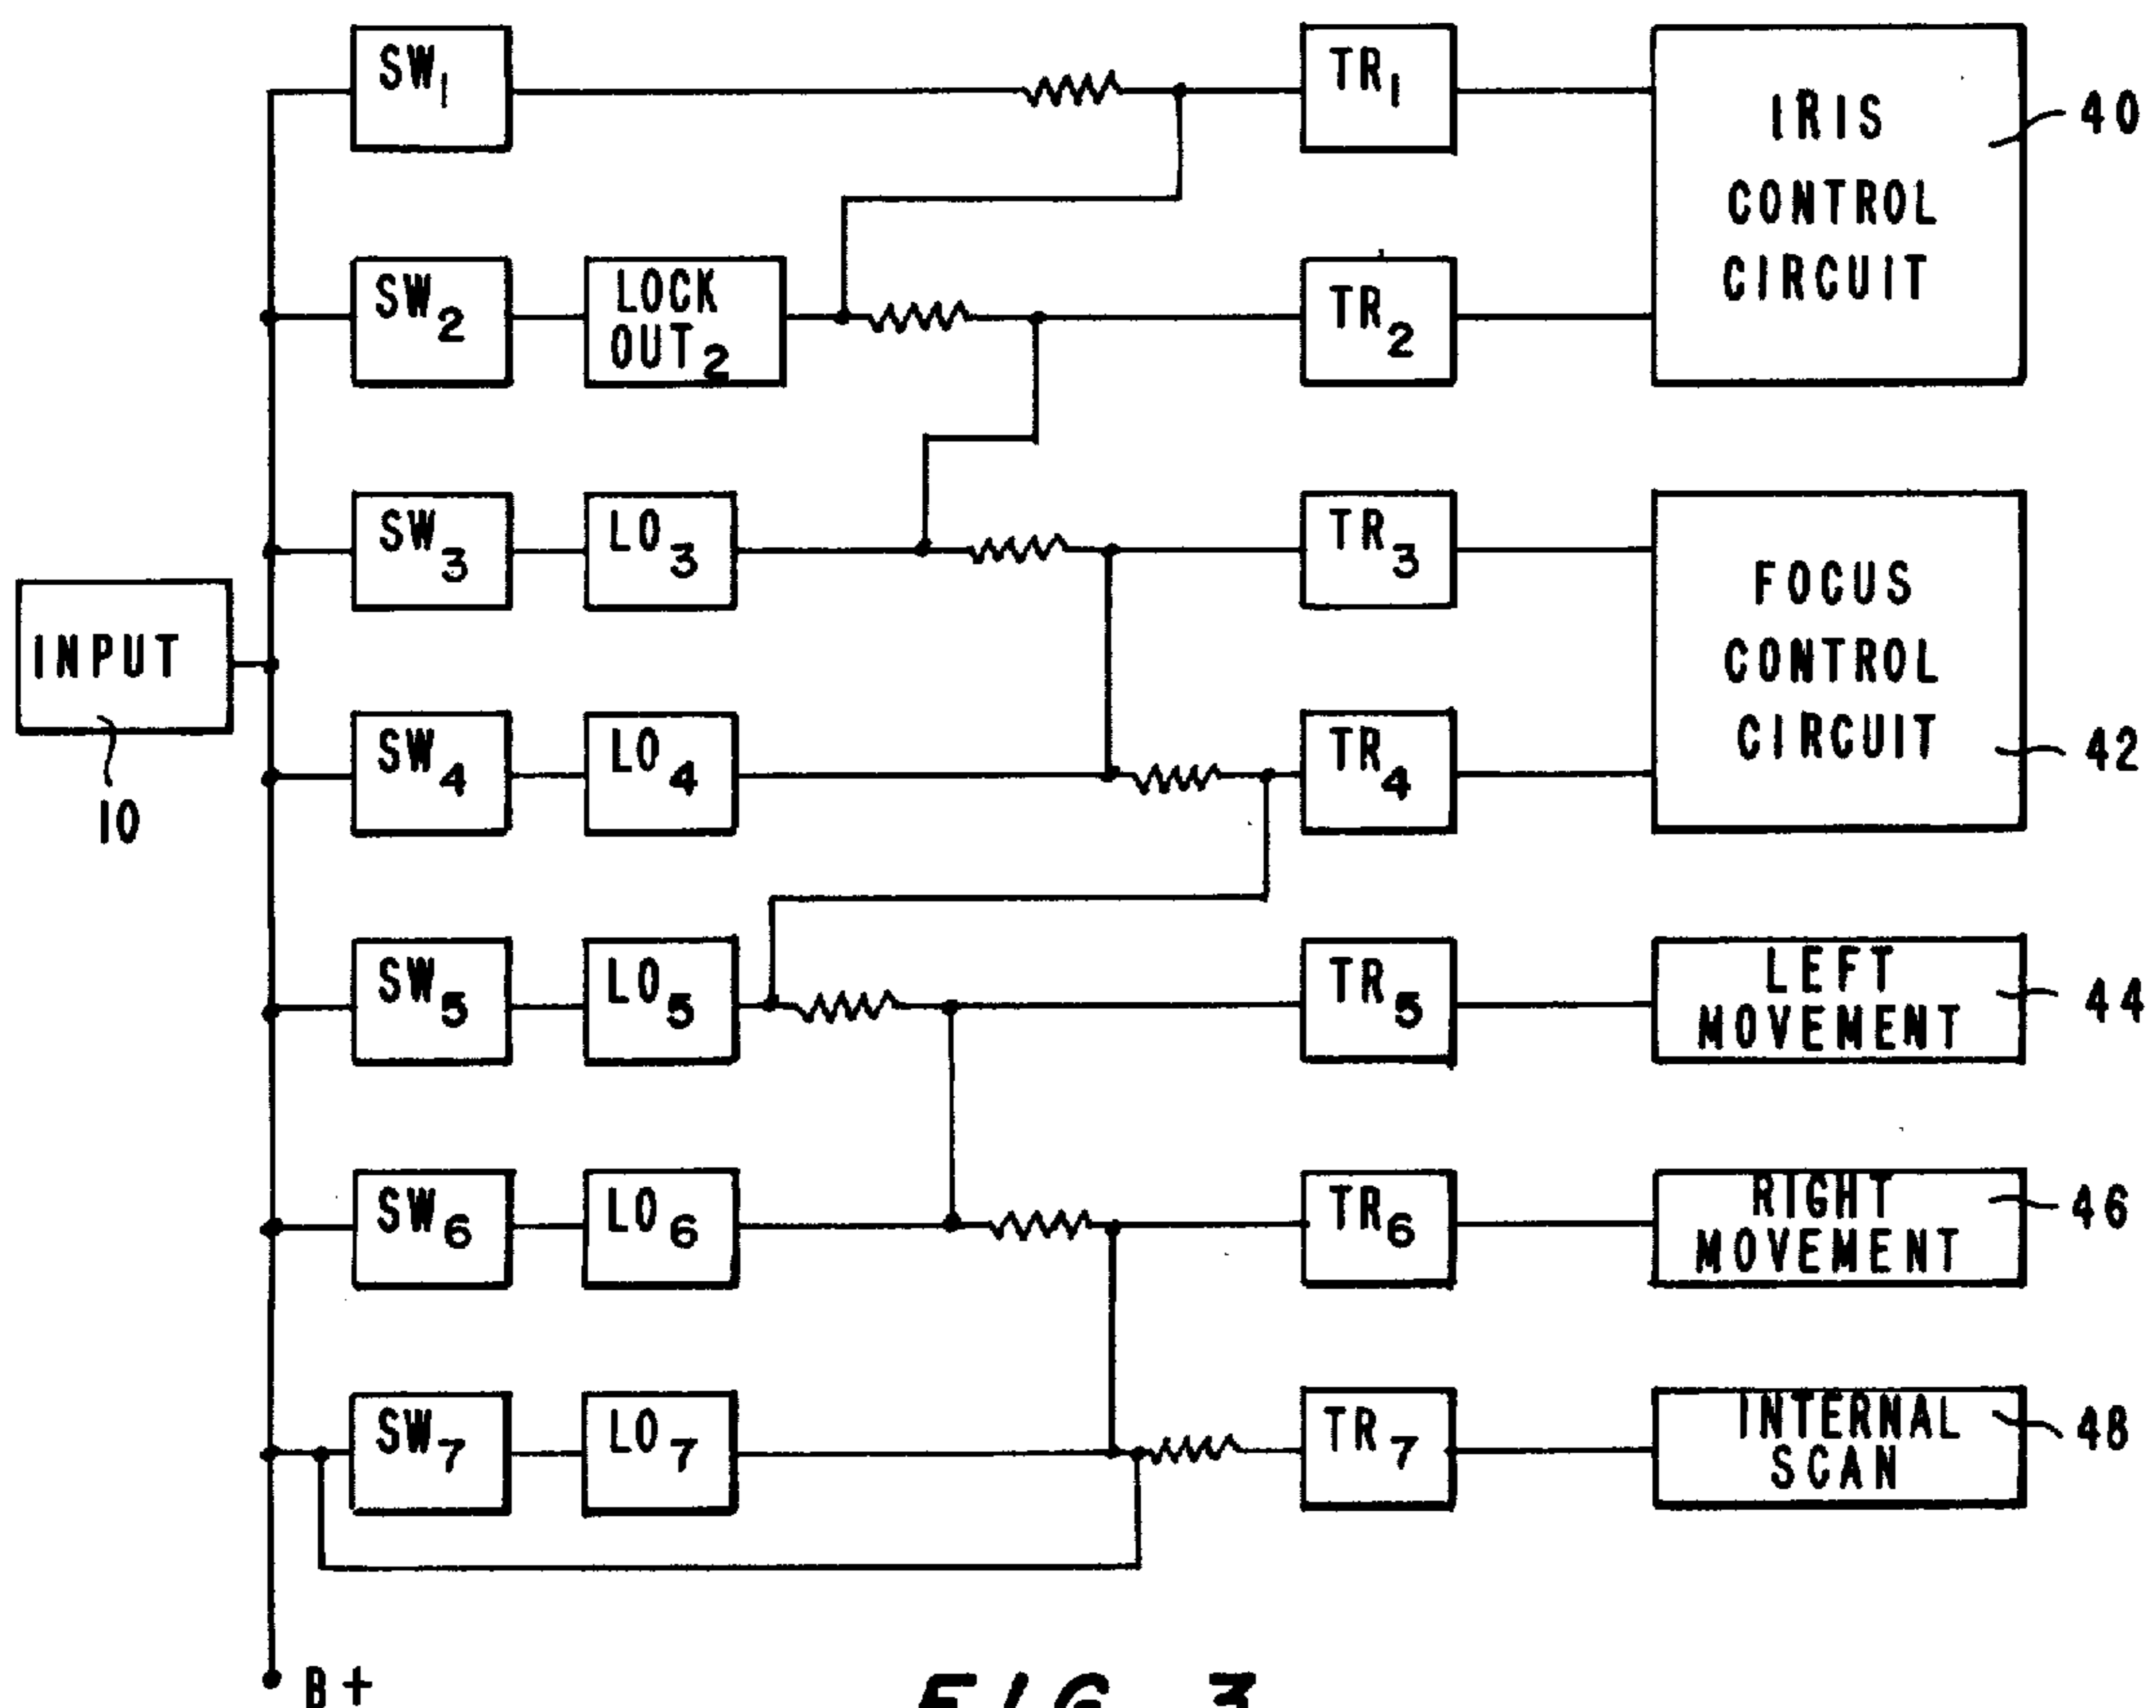 SW1 TR1 IRIS CONTROL CIRCUIT 40
SW2 LOCK OUT2 TR2
SW3 LO3 TR3 FOCUS CONTROL CIRCUIT 42
INPUT
10
SW4 LO4 TR4
SW5 LO5 TR5 LEFT MOVEMENT 44
SW6 LO6 TR6 RIGHT MOVEMENT 46
SW7 LO7 TR7 INTERNAL SCAN 48
B+
FIG. 3